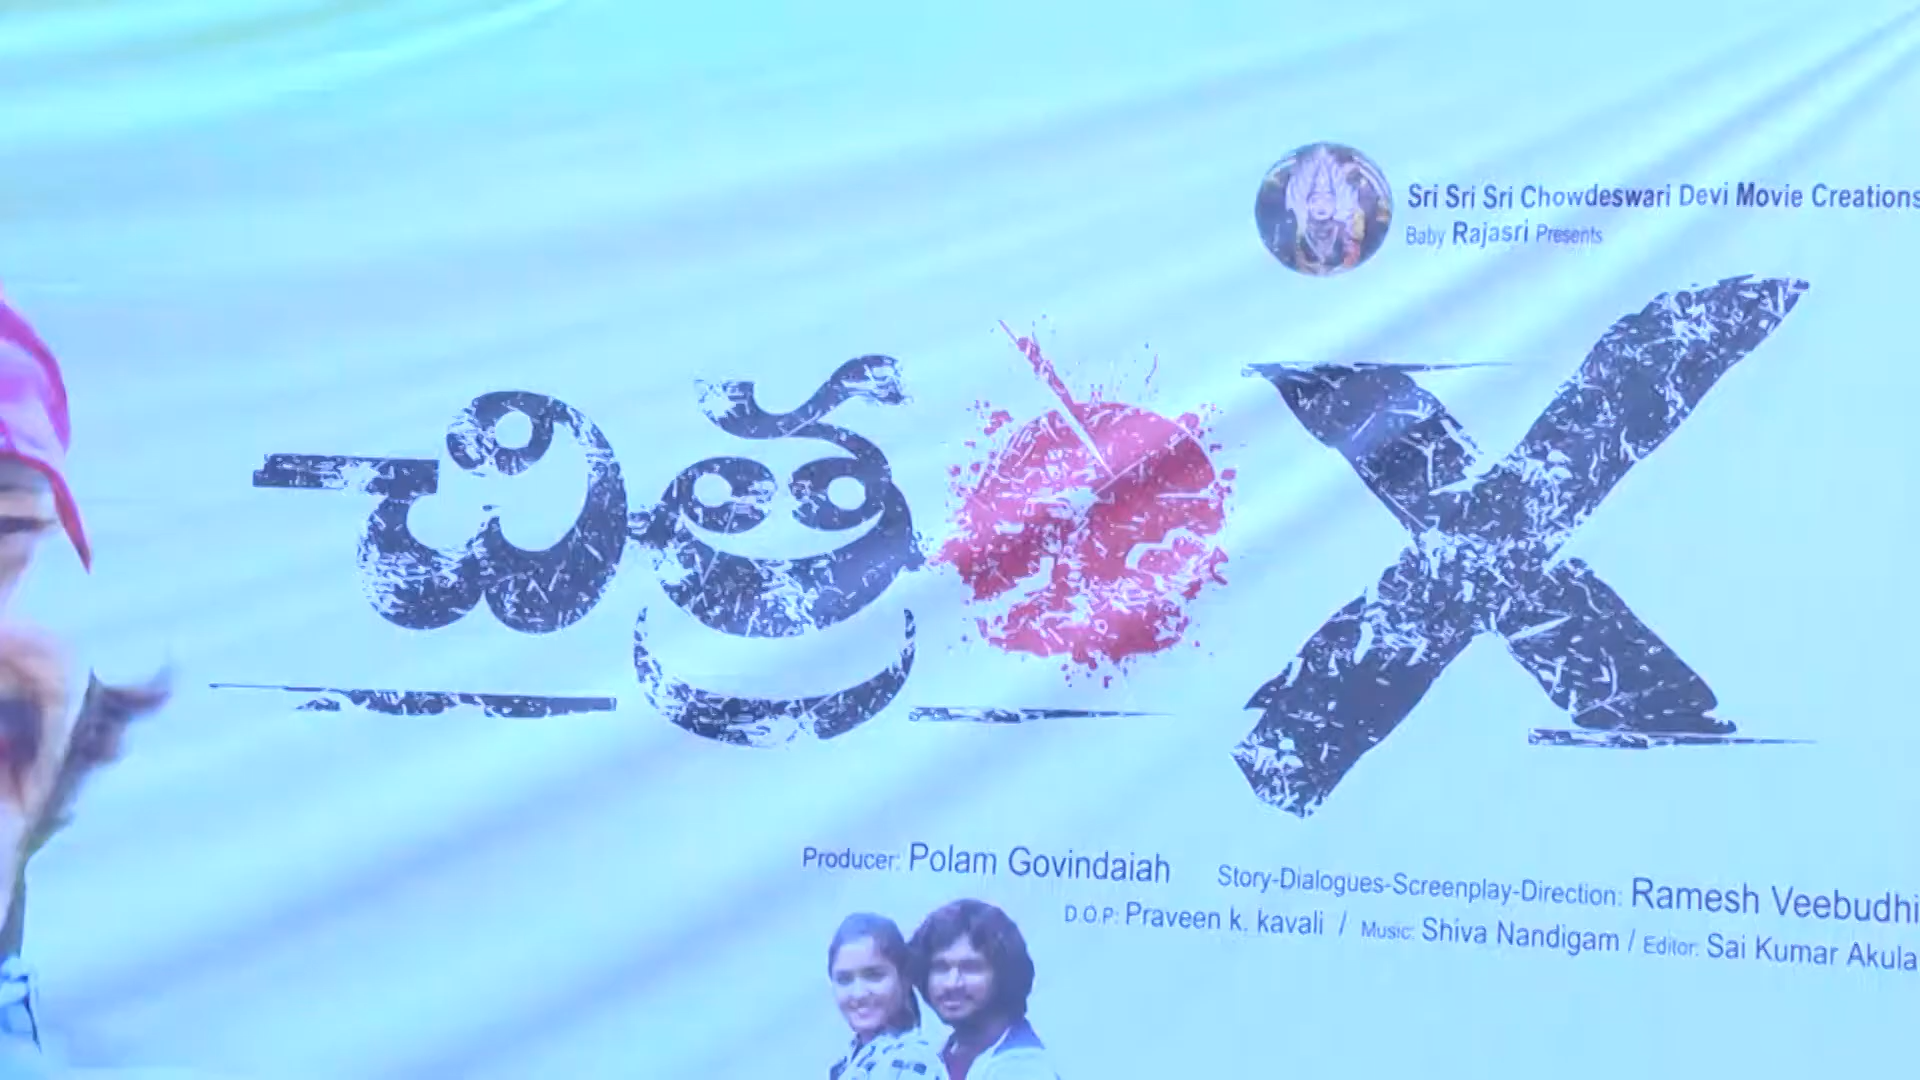 Sri Sri Sri Chowdeswari Devi Movie Creations
Baby Rajasri Presents
చిత్రం X
Producer: Polam Govindaiah Story-Dialogues-Screenplay-Direction: Ramesh Veebudhi
D.O.P: Praveen k. kavali / Music: Shiva Nandigam / Editor: Sai Kumar Akula